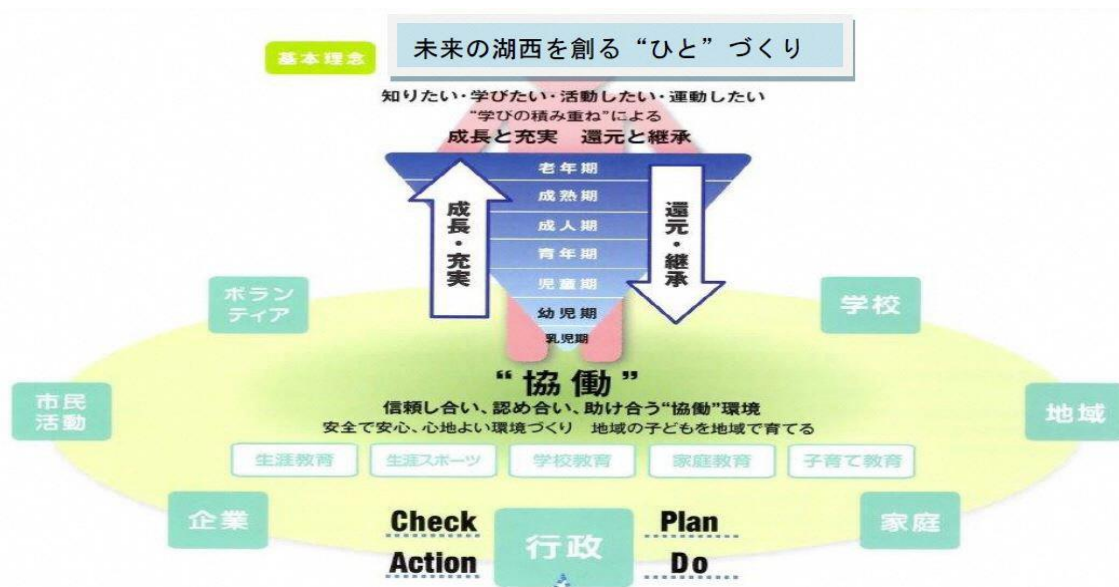 基本理念
未来の湖西を創る“ひと”づくり
知りたい・学びたい・活動したい・運動したい
“学びの積み重ね”による
成長と充実 還元と継承
老年期
成熟期
成人期
青年期
児童期
幼児期
乳児期
成長・充実
還元・継承
ボラン
ティア
学校
市民
活動
地域
“協働”
信頼し合い、認め合い、助け合う“協働”環境
安全で安心、心地よい環境づくり 地域の子どもを地域で育てる
生涯教育
生涯スポーツ
学校教育
家庭教育
子育て教育
企業
Check
Action
行政
Plan
Do
家庭